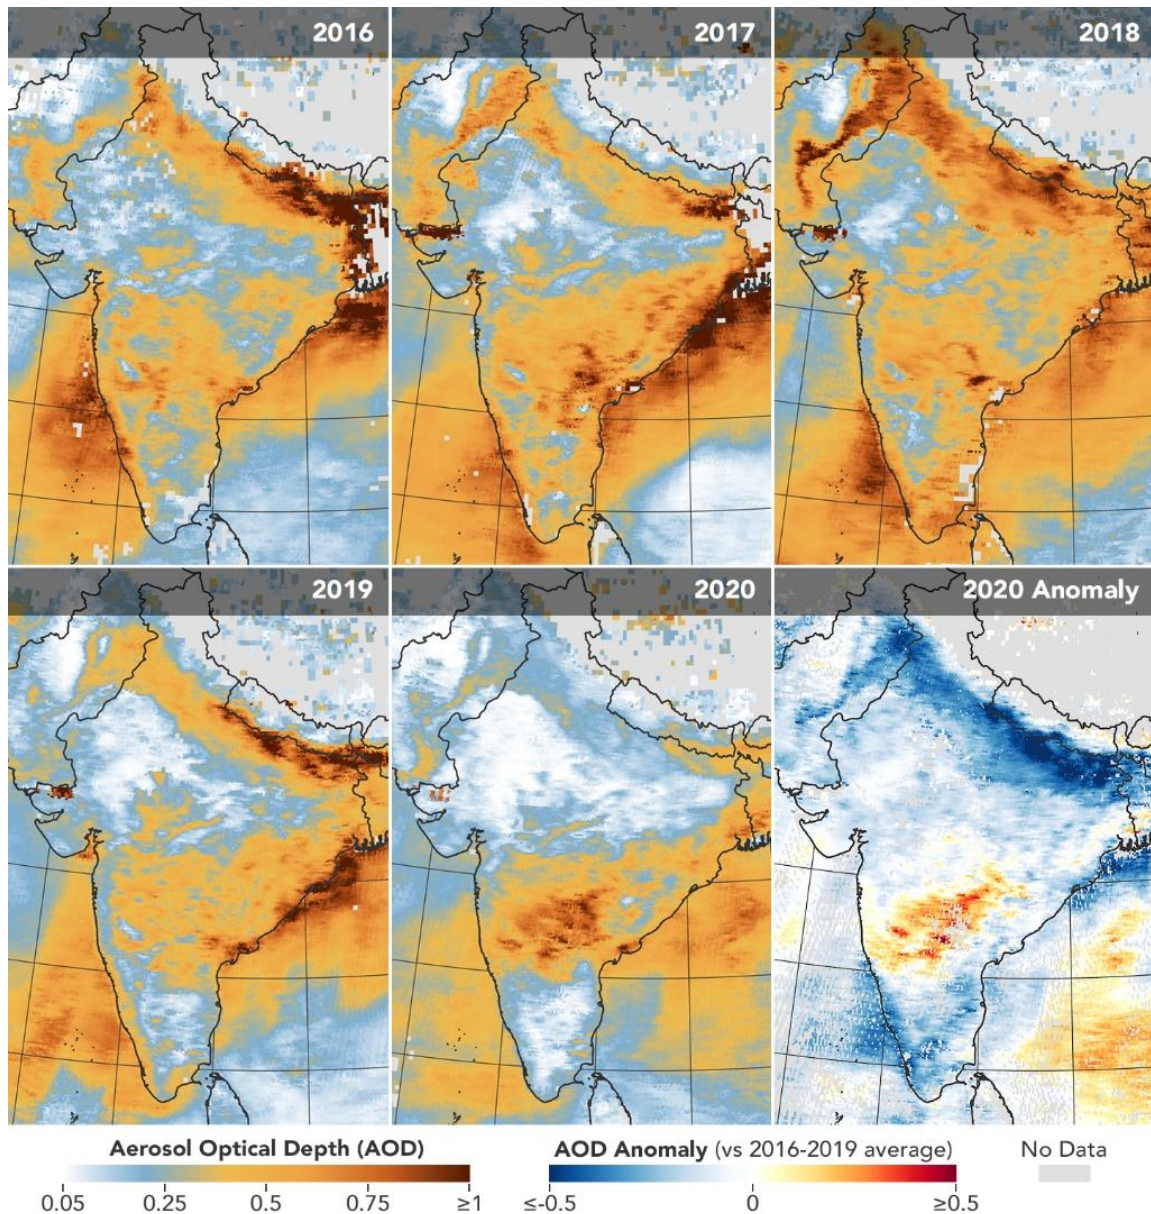 2016
2017
2018
2019
2020
2020 Anomaly
Aerosol Optical Depth (AOD)
0.05 0.25 0.5 0.75 ≥1
AOD Anomaly (vs 2016-2019 average)
≤-0.5 0 ≥0.5
No Data